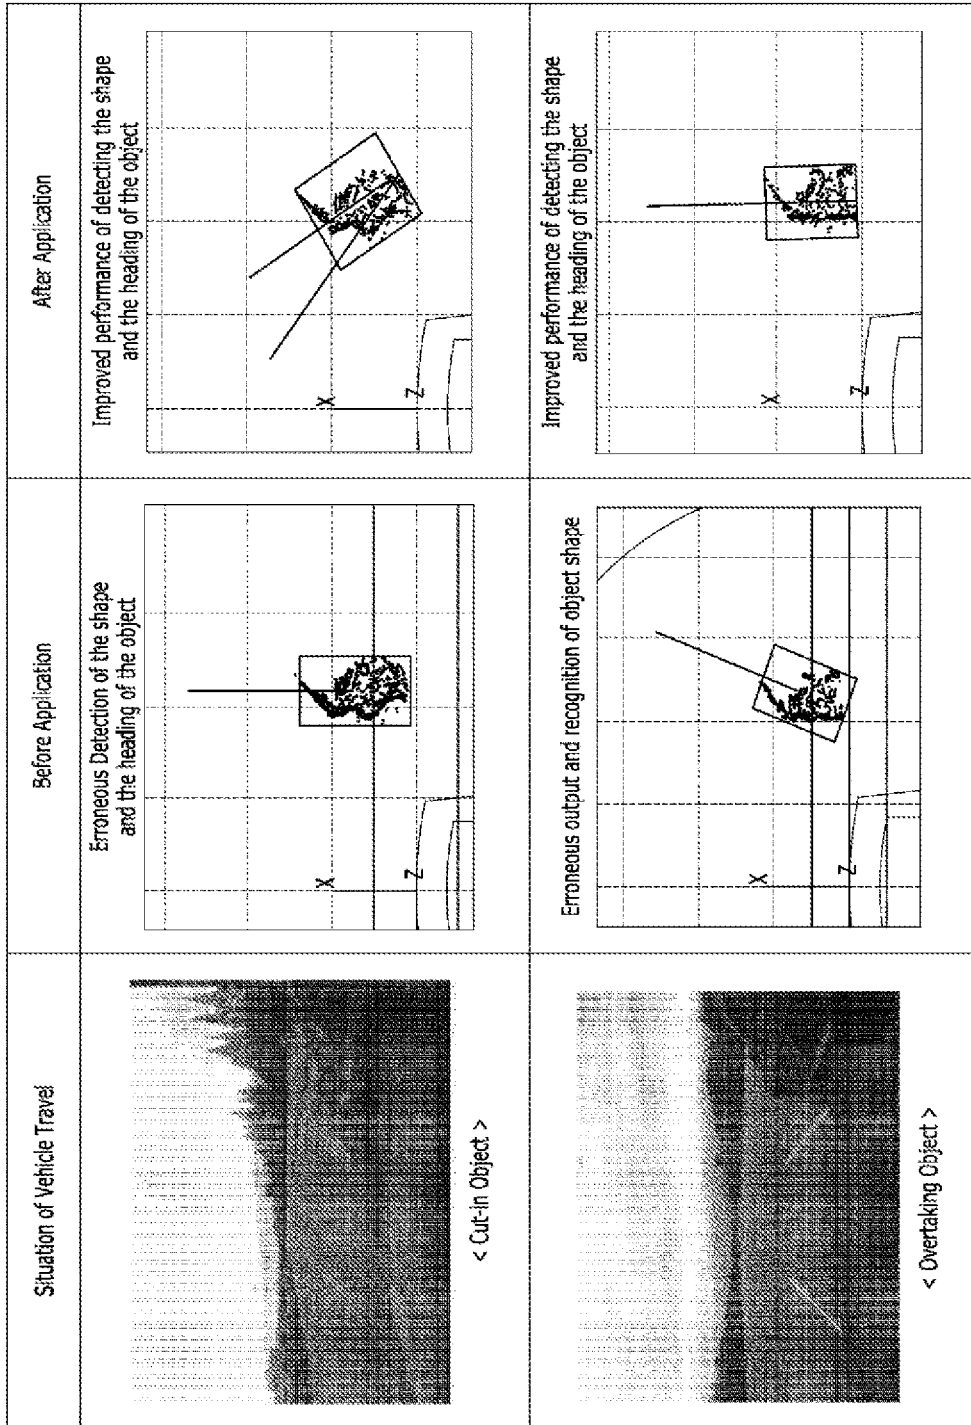 Situation of Vehicle Travel
Before Application
After Application
< Cut-in Object >
Erroneous Detection of the shape
and the heading of the object
X
Z
Improved performance of detecting the shape
and the heading of the object
X
Z
< Overtaking Object >
Erroneous output and recognition of object shape
X
Z
Improved performance of detecting the shape
and the heading of the object
X
Z